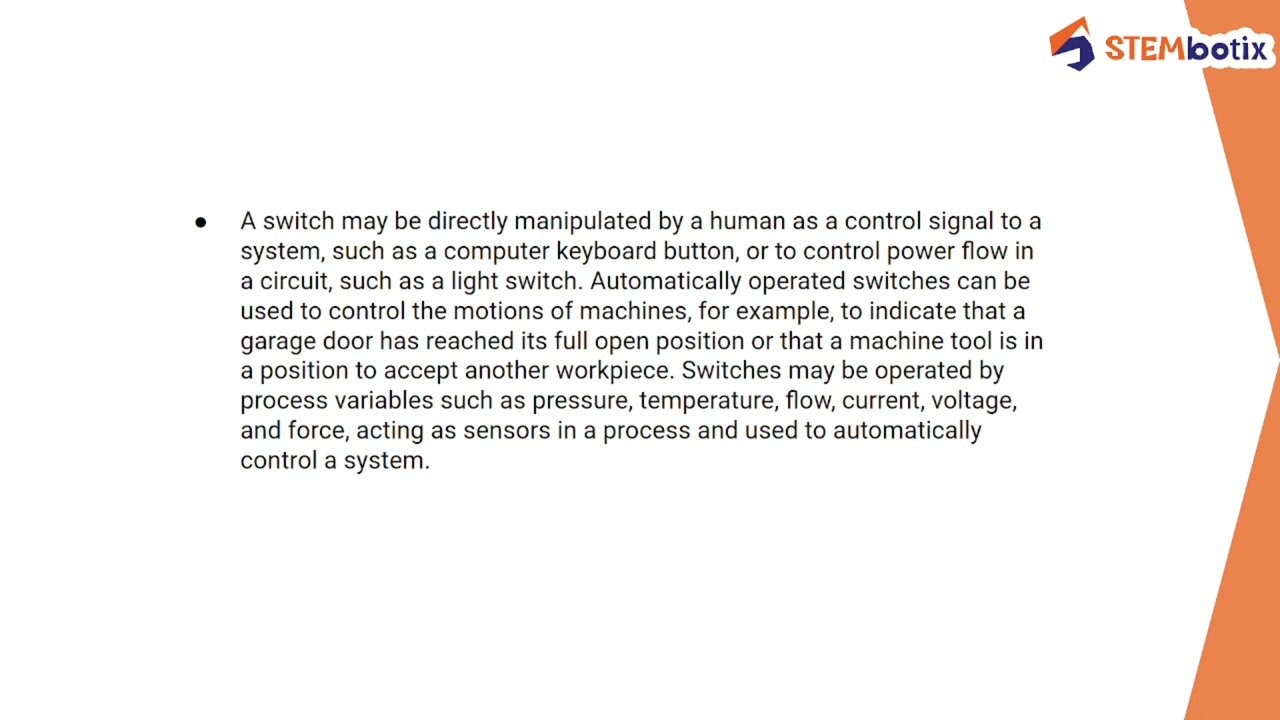 STEMbotix
● A switch may be directly manipulated by a human as a control signal to a
system, such as a computer keyboard button, or to control power flow in
a circuit, such as a light switch. Automatically operated switches can be
used to control the motions of machines, for example, to indicate that a
garage door has reached its full open position or that a machine tool is in
a position to accept another workpiece. Switches may be operated by
process variables such as pressure, temperature, flow, current, voltage,
and force, acting as sensors in a process and used to automatically
control a system.